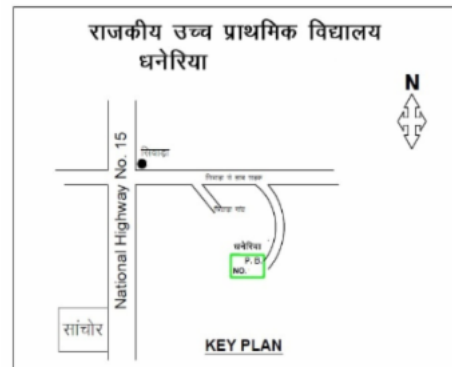 राजकीय उच्च प्राथमिक विद्यालय
धनेरिया
N
National Highway No. 15
सिवाड़ा
धनेरिया
P. B.
NO.
सांचोर
KEY PLAN